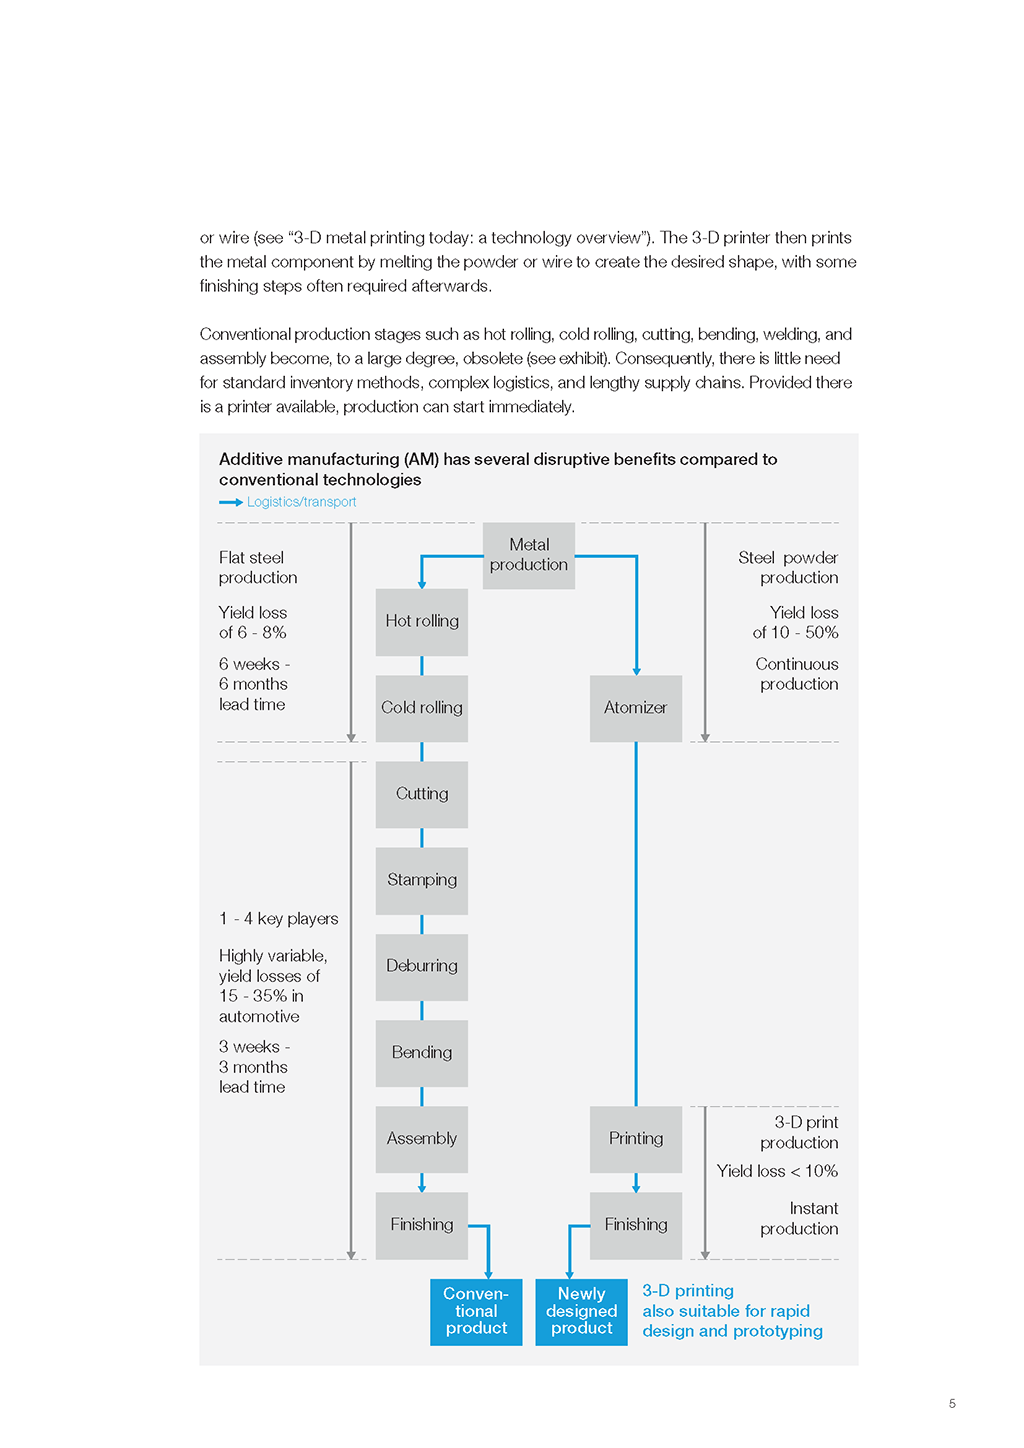 or wire (see “3-D metal printing today: a technology overview”). The 3-D printer then prints
the metal component by melting the powder or wire to create the desired shape, with some
finishing steps often required afterwards.
Conventional production stages such as hot rolling, cold rolling, cutting, bending, welding, and
assembly become, to a large degree, obsolete (see exhibit). Consequently, there is little need
for standard inventory methods, complex logistics, and lengthy supply chains. Provided there
is a printer available, production can start immediately.
Additive manufacturing (AM) has several disruptive benefits compared to
conventional technologies
Logistics/transport
Flat steel
production
Yield loss
of 6 - 8%
6 weeks -
6 months
lead time
1 - 4 key players
Highly variable,
yield losses of
15 - 35% in
automotive
3 weeks -
3 months
lead time
Metal
production
Hot rolling
Cold rolling
Cutting
Stamping
Deburring
Bending
Assembly
Finishing
Conven-
tional
product
Atomizer
Printing
Finishing
Newly
designed
product
Steel powder
production
Yield loss
of 10 - 50%
Continuous
production
3-D print
production
Yield loss < 10%
Instant
production
3-D printing
also suitable for rapid
design and prototyping
5